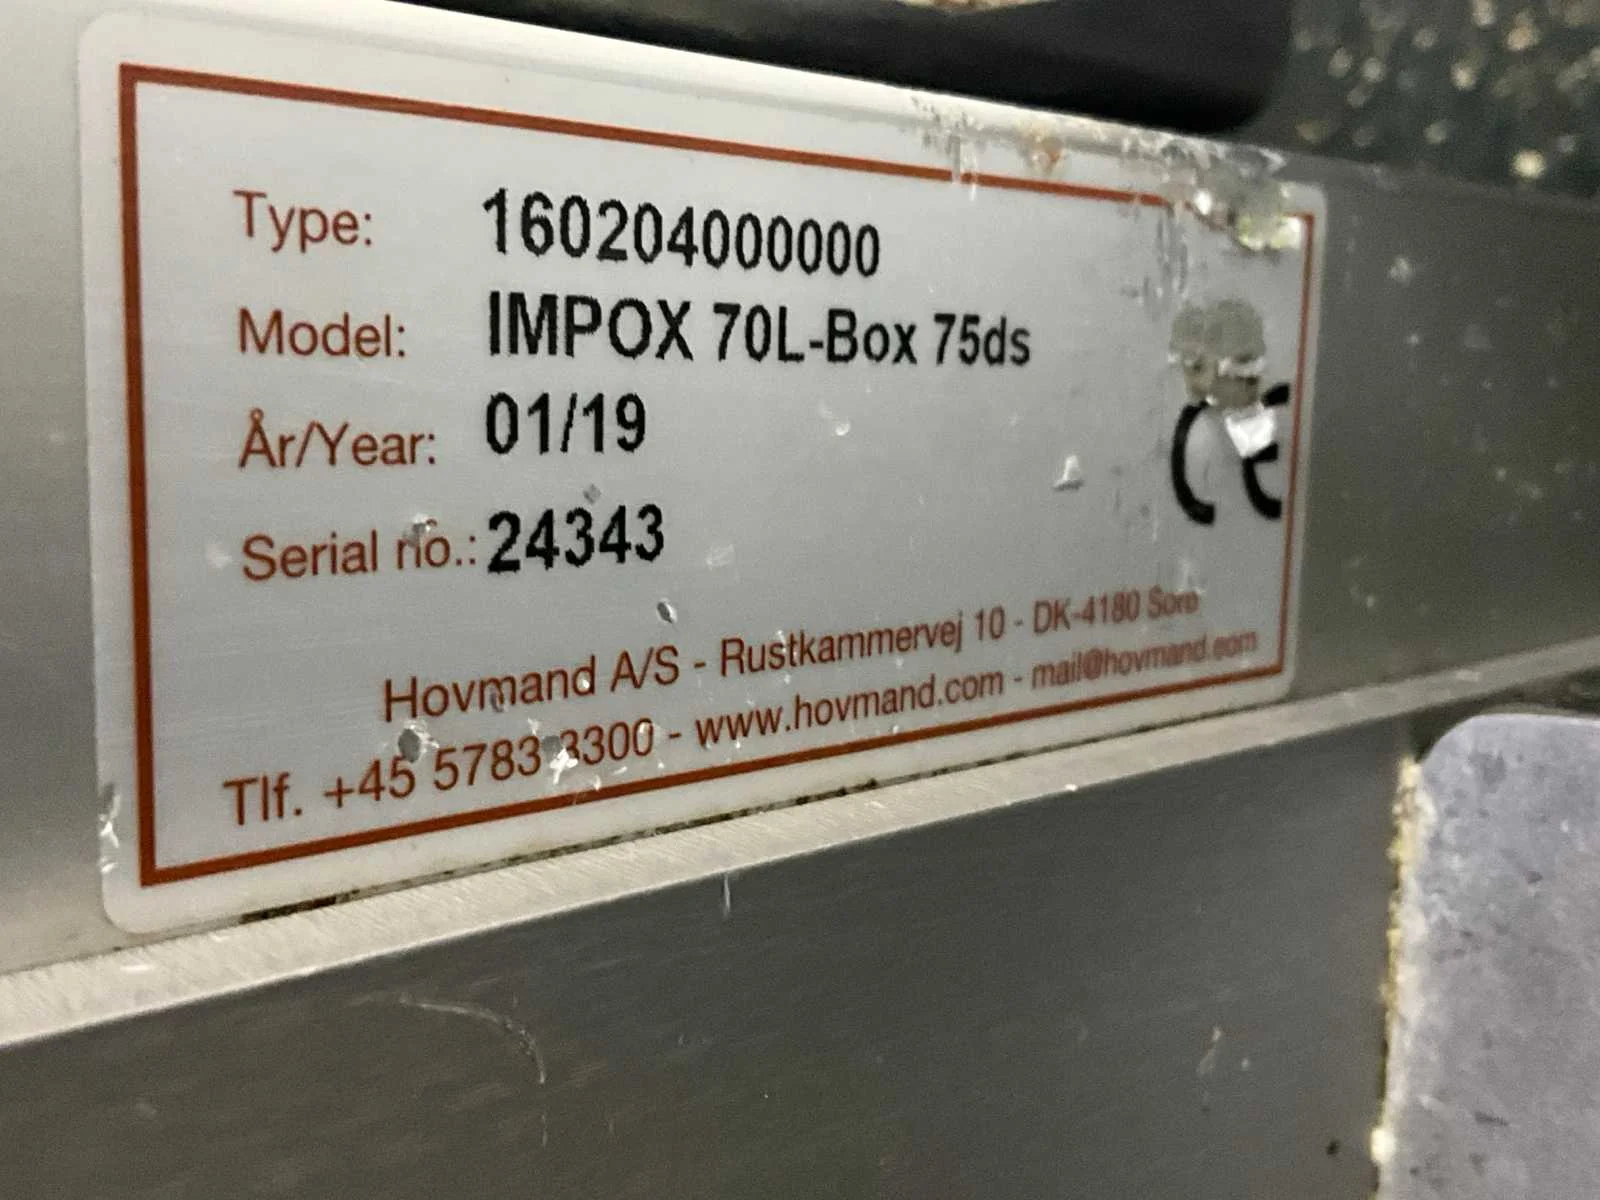 Type: 160204000000
Model: IMPOX 70L-Box 75ds
År/Year: 01/19
Serial no.: 24343
CE
Hovmand A/S - Rustkammervej 10 - DK-4180 Sorø
Tlf. +45 5783 3300 - www.hovmand.com - mail@hovmand.com